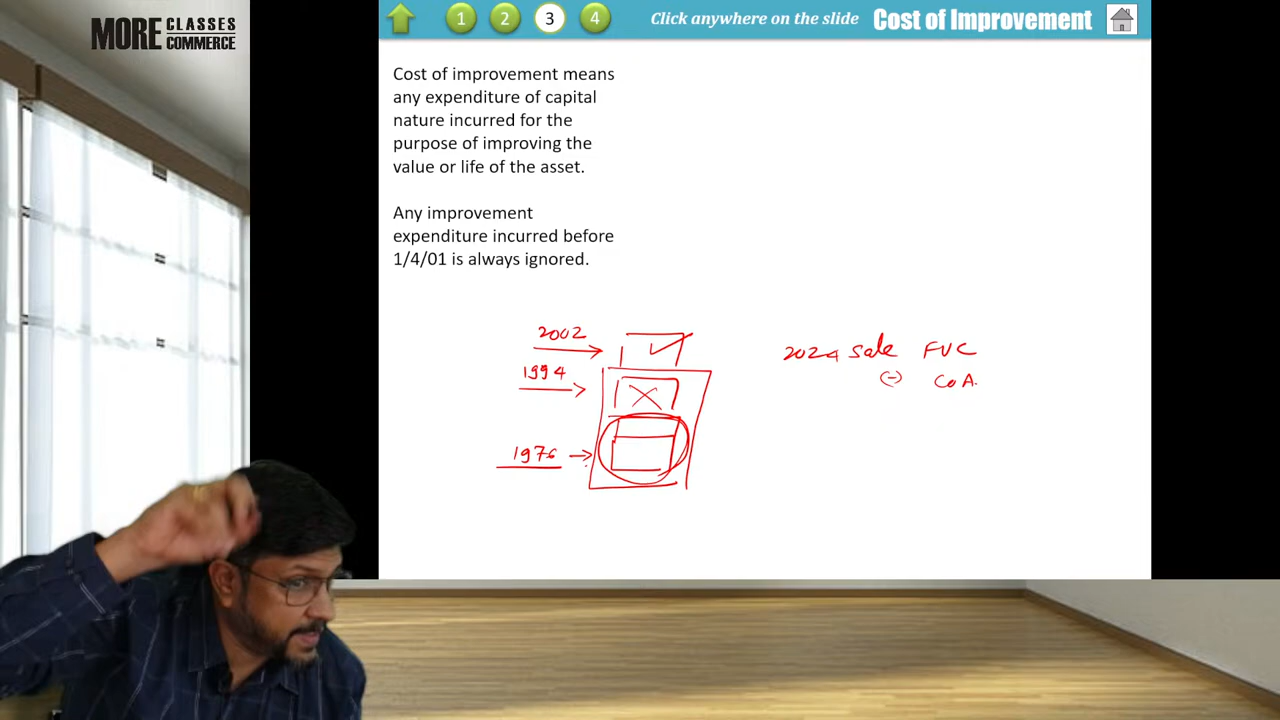 MORE CLASSES COMMERCE
1 2 3 4 Click anywhere on the slide Cost of Improvement
Cost of improvement means
any expenditure of capital
nature incurred for the
purpose of improving the
value or life of the asset.
Any improvement
expenditure incurred before
1/4/01 is always ignored.
2002
1994
1976
2024 Sale FVC
(-) CoA.